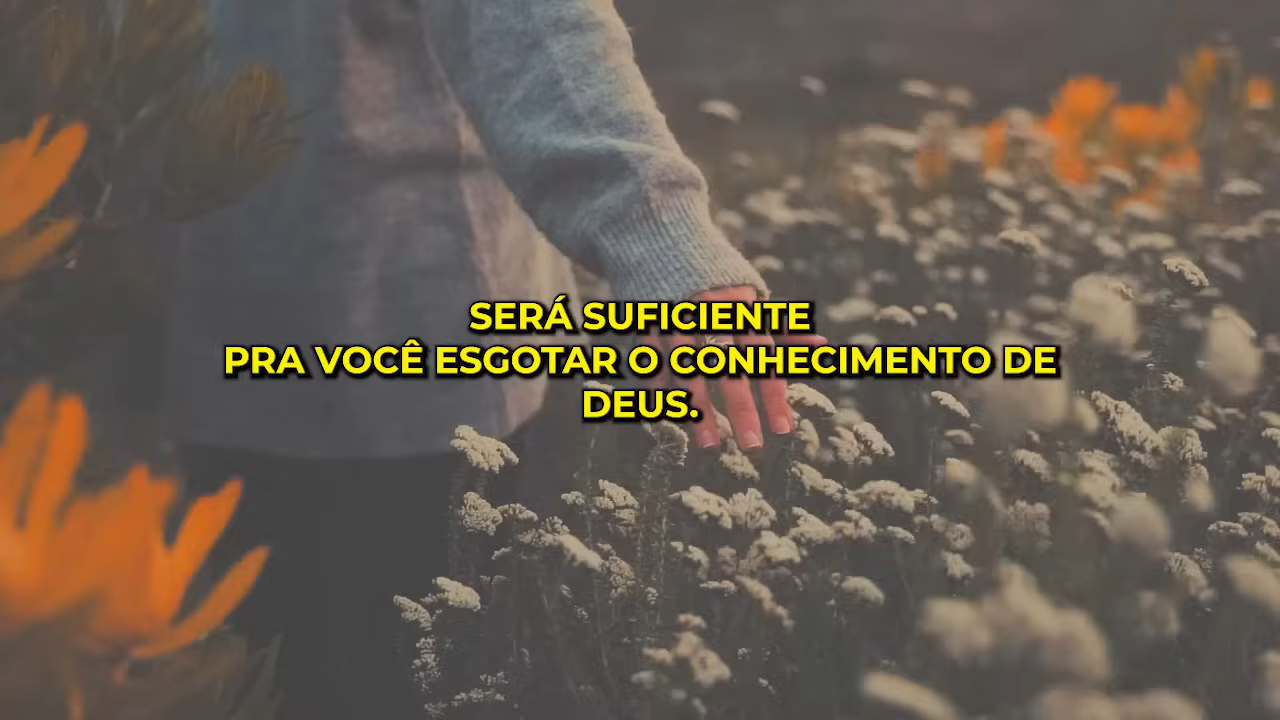 SERÁ SUFICIENTE
PRA VOCÊ ESGOTAR O CONHECIMENTO DE
DEUS.